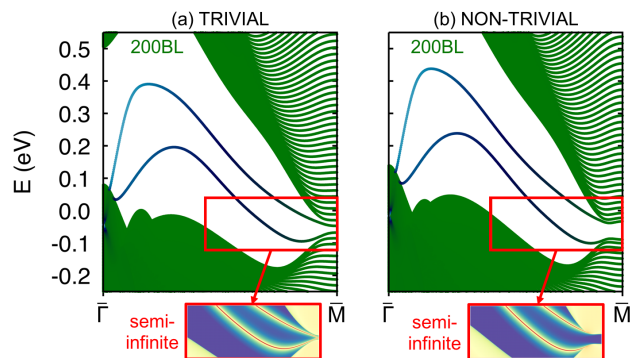 (a) TRIVIAL
(b) NON-TRIVIAL
200BL
200BL
E (eV)
0.5
0.4
0.3
0.2
0.1
0.0
-0.1
-0.2
Γ̅
M̅
Γ̅
M̅
semi-
infinite
semi-
infinite